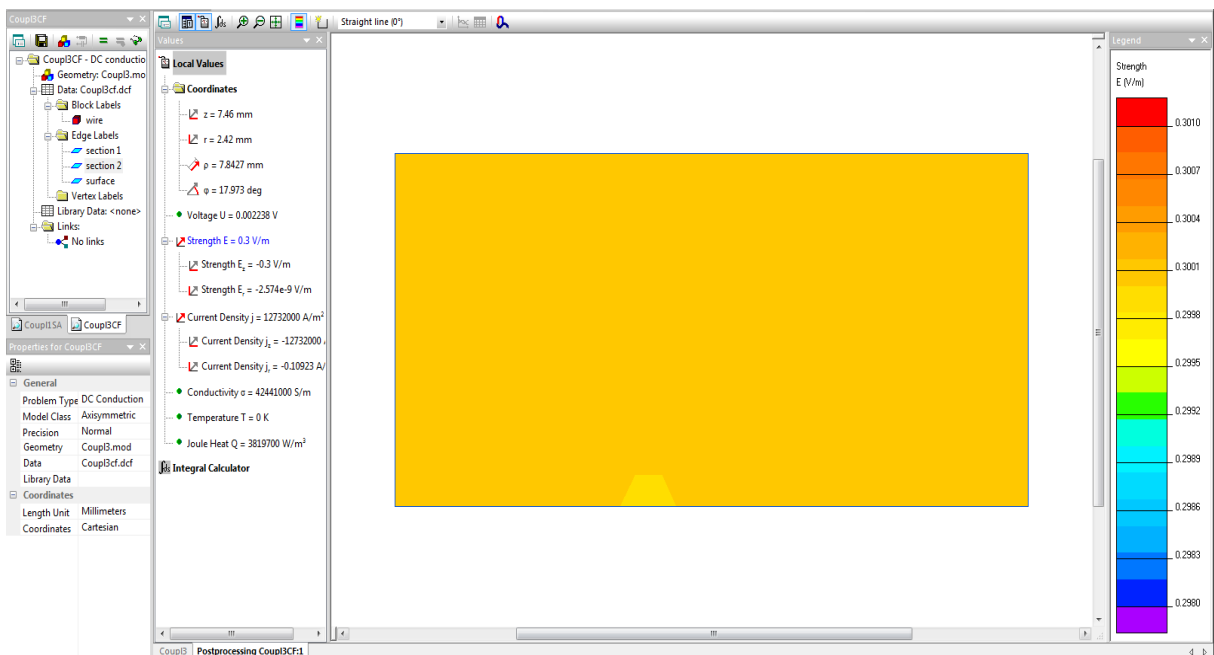 Coupl3CF
Coupl3CF - DC conductio
Geometry: Coupl3.mo
Data: Coupl3cf.dcf
Block Labels
wire
Edge Labels
section 1
section 2
surface
Vertex Labels
Library Data: <none>
Links:
No links
Coupl1SA
Coupl3CF
Properties for Coupl3CF
General
Problem Type DC Conduction
Model Class Axisymmetric
Precision Normal
Geometry Coupl3.mod
Data Coupl3cf.dcf
Library Data
Coordinates
Length Unit Millimeters
Coordinates Cartesian
Straight line (0°)
Values
Local Values
Coordinates
z = 7.46 mm
r = 2.42 mm
ρ = 7.8427 mm
φ = 17.973 deg
Voltage U = 0.002238 V
Strength E = 0.3 V/m
Strength Ez = -0.3 V/m
Strength Er = -2.574e-9 V/m
Current Density j = 12732000 A/m²
Current Density jz = -12732000
Current Density jr = -0.10923 A/
Conductivity σ = 42441000 S/m
Temperature T = 0 K
Joule Heat Q = 3819700 W/m³
Integral Calculator
Coupl3
Postprocessing Coupl3CF:1
Legend
Strength
E (V/m)
0.3010
0.3007
0.3004
0.3001
0.2998
0.2995
0.2992
0.2989
0.2986
0.2983
0.2980